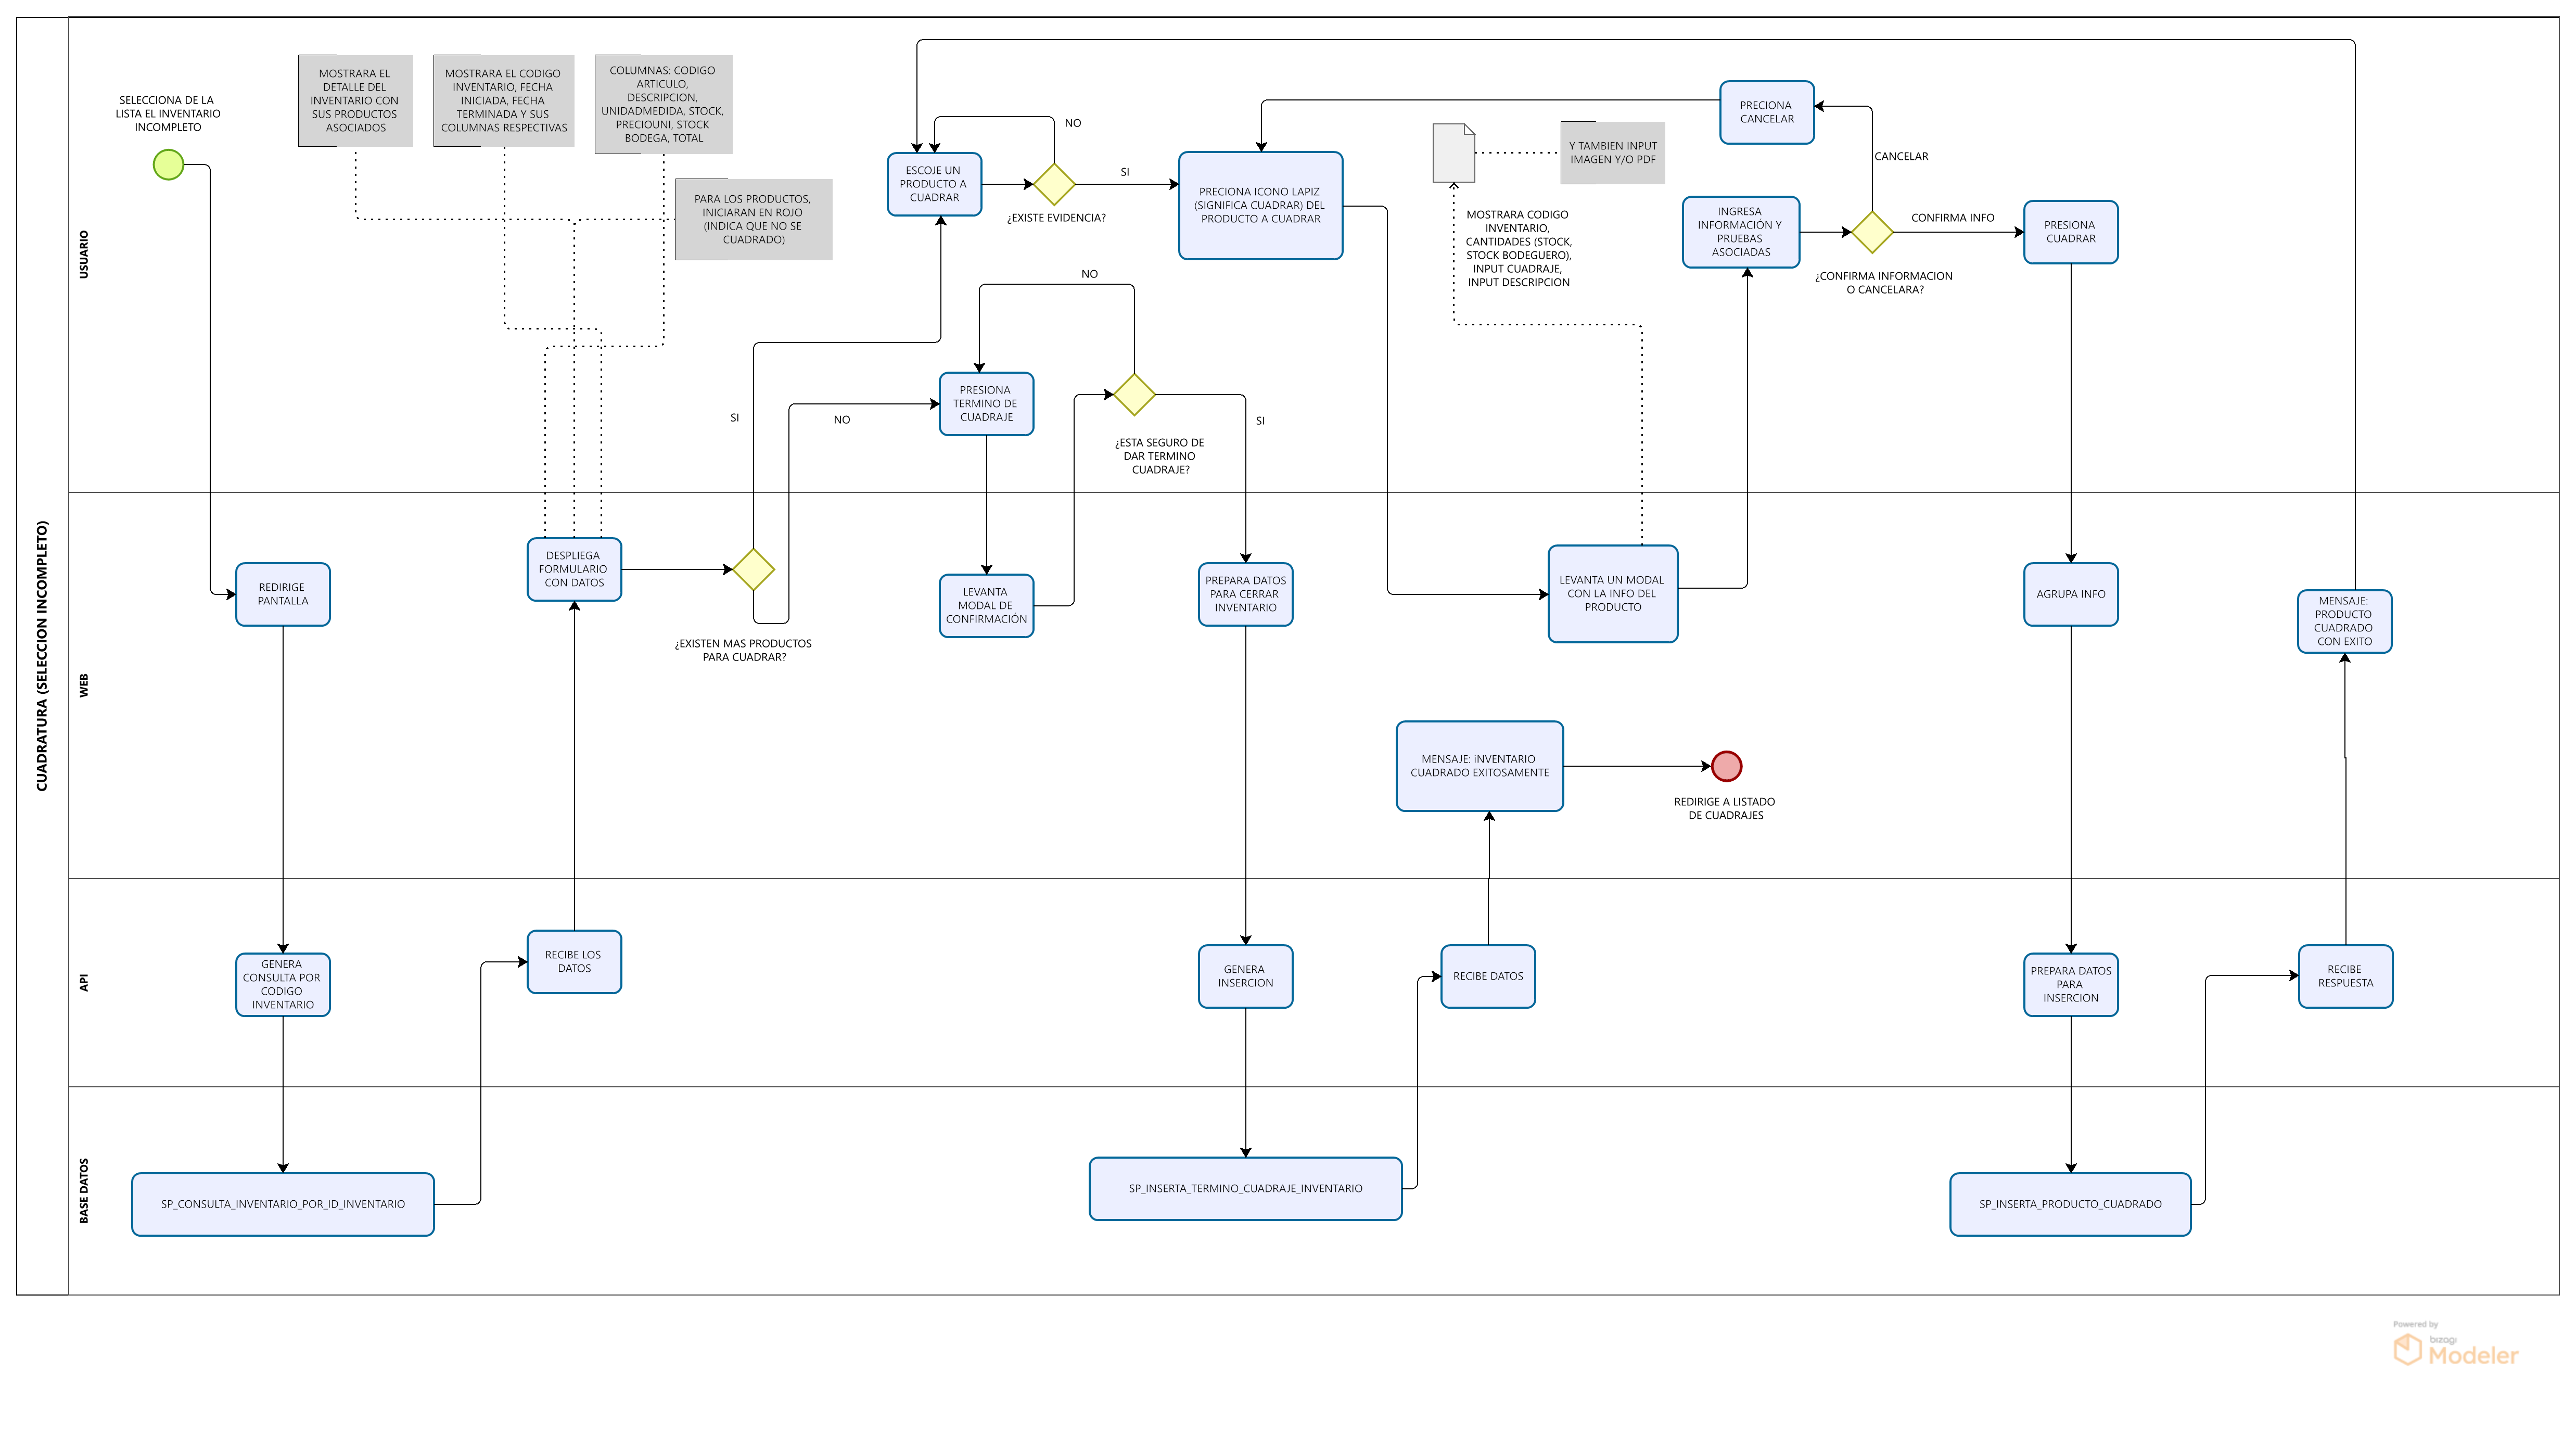 CUADRATURA (SELECCION INCOMPLETO)
USUARIO
SELECCIONA DE LA
LISTA EL INVENTARIO
INCOMPLETO
MOSTRARA EL
DETALLE DEL
INVENTARIO CON
SUS PRODUCTOS
ASOCIADOS
MOSTRARA EL CODIGO
INVENTARIO, FECHA
INICIADA, FECHA
TERMINADA Y SUS
COLUMNAS RESPECTIVAS
COLUMNAS: CODIGO
ARTICULO,
DESCRIPCION,
UNIDADMEDIDA, STOCK,
PRECIOUNI, STOCK
BODEGA, TOTAL
PARA LOS PRODUCTOS,
INICIARAN EN ROJO
(INDICA QUE NO SE
CUADRADO)
ESCOJE UN
PRODUCTO A
CUADRAR
NO
SI
¿EXISTE EVIDENCIA?
PRECIONA ICONO LAPIZ
(SIGNIFICA CUADRAR) DEL
PRODUCTO A CUADRAR
Y TAMBIEN INPUT
IMAGEN Y/O PDF
MOSTRARA CODIGO
INVENTARIO,
CANTIDADES (STOCK,
STOCK BODEGUERO),
INPUT CUADRAJE,
INPUT DESCRIPCION
PRECIONA
CANCELAR
CANCELAR
INGRESA
INFORMACIÓN Y
PRUEBAS
ASOCIADAS
CONFIRMA INFO
¿CONFIRMA INFORMACION
O CANCELARA?
PRESIONA
CUADRAR
NO
PRESIONA
TERMINO DE
CUADRAJE
SI
NO
¿ESTA SEGURO DE
DAR TERMINO
CUADRAJE?
SI
WEB
REDIRIGE
PANTALLA
DESPLIEGA
FORMULARIO
CON DATOS
¿EXISTEN MAS PRODUCTOS
PARA CUADRAR?
LEVANTA
MODAL DE
CONFIRMACIÓN
PREPARA DATOS
PARA CERRAR
INVENTARIO
LEVANTA UN MODAL
CON LA INFO DEL
PRODUCTO
AGRUPA INFO
MENSAJE:
PRODUCTO
CUADRADO
CON EXITO
MENSAJE: iNVENTARIO
CUADRADO EXITOSAMENTE
REDIRIGE A LISTADO
DE CUADRAJES
API
GENERA
CONSULTA POR
CODIGO
INVENTARIO
RECIBE LOS
DATOS
GENERA
INSERCION
RECIBE DATOS
PREPARA DATOS
PARA
INSERCION
RECIBE
RESPUESTA
BASE DATOS
SP_CONSULTA_INVENTARIO_POR_ID_INVENTARIO
SP_INSERTA_TERMINO_CUADRAJE_INVENTARIO
SP_INSERTA_PRODUCTO_CUADRADO
Powered by
bizagi
Modeler